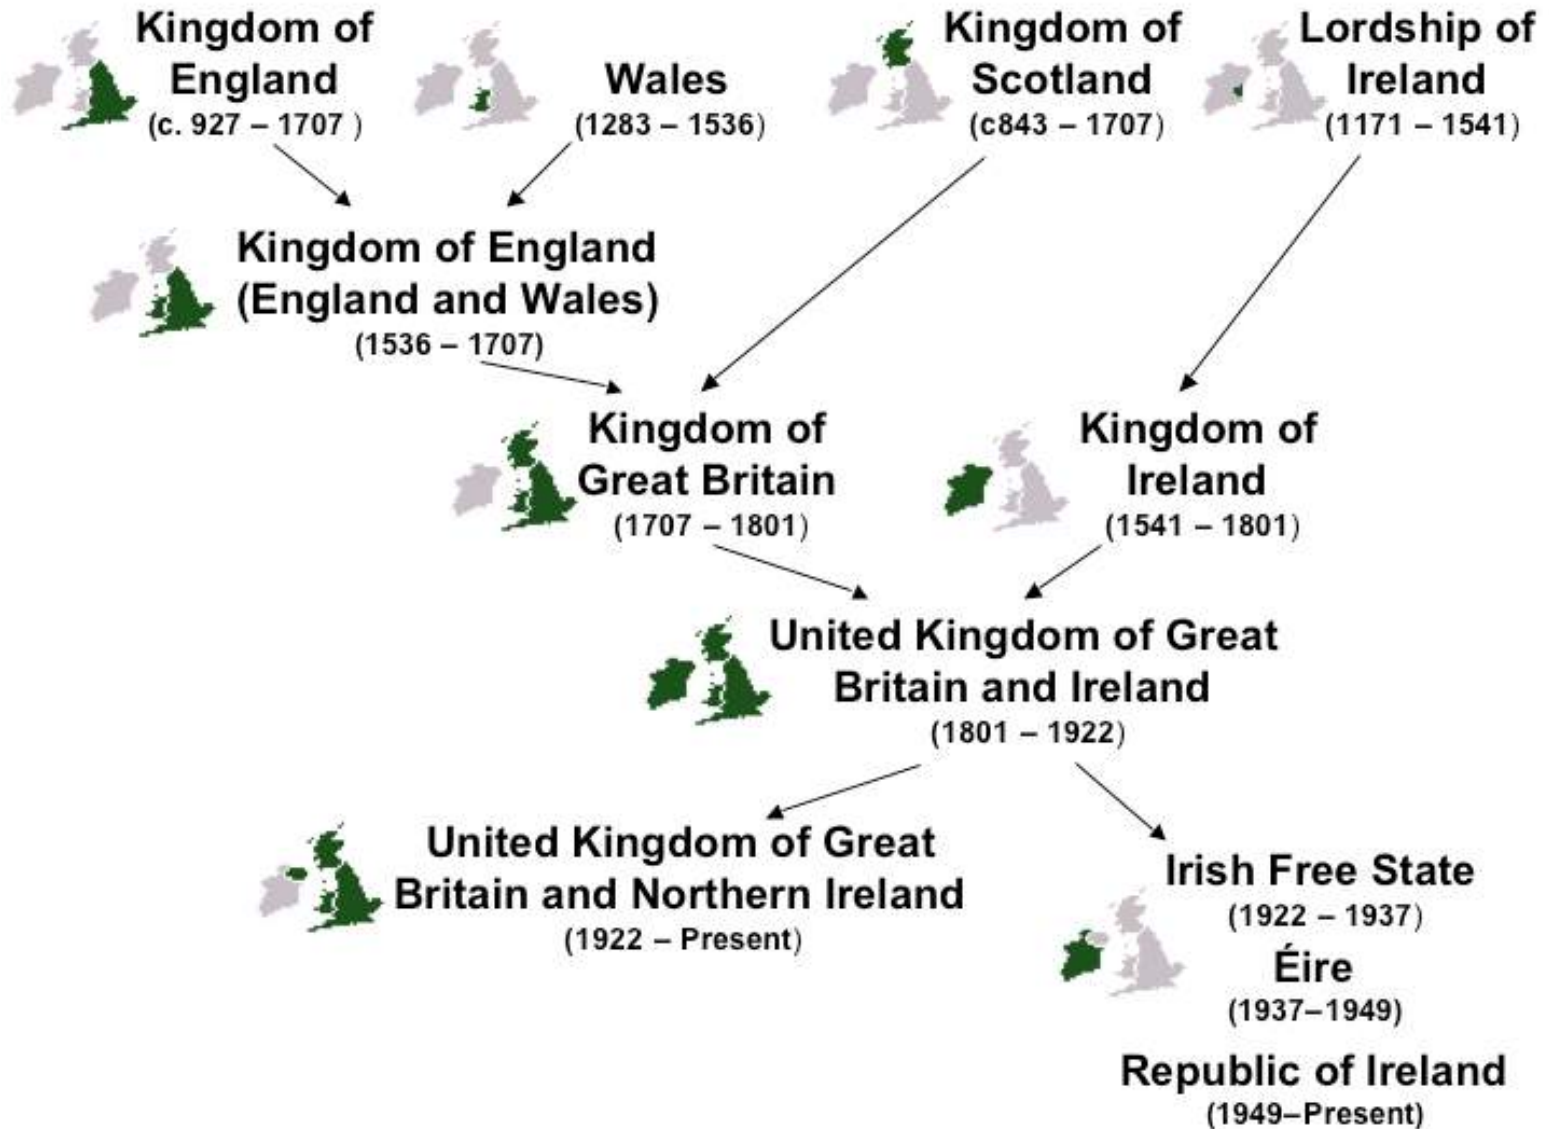 Kingdom of
England
(c. 927 – 1707 )
Wales
(1283 – 1536)
Kingdom of
Scotland
(c843 – 1707)
Lordship of
Ireland
(1171 – 1541)
Kingdom of England
(England and Wales)
(1536 – 1707)
Kingdom of
Great Britain
(1707 – 1801)
Kingdom of
Ireland
(1541 – 1801)
United Kingdom of Great
Britain and Ireland
(1801 – 1922)
United Kingdom of Great
Britain and Northern Ireland
(1922 – Present)
Irish Free State
(1922 – 1937)
Éire
(1937–1949)
Republic of Ireland
(1949–Present)